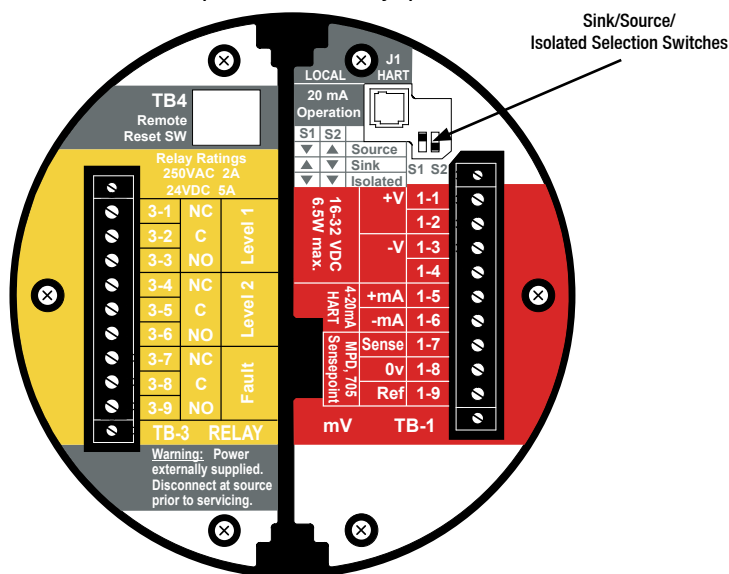 Sink/Source/
Isolated Selection Switches
J1
LOCAL HART
20 mA
Operation
S1 S2
▼ ▲ Source
▲ ▼ Sink
▼ ▼ Isolated
S1 S2
TB4
Remote
Reset SW
Relay Ratings
250VAC 2A
24VDC 5A
3-1 NC
3-2 C
3-3 NO
Level 1
3-4 NC
3-5 C
3-6 NO
Level 2
3-7 NC
3-8 C
3-9 NO
Fault
TB-3 RELAY
Warning: Power
externally supplied.
Disconnect at source
prior to servicing.
16-32 VDC
6.5W max.
+V 1-1
1-2
-V 1-3
1-4
4-20mA
HART
+mA 1-5
-mA 1-6
MPD, 705
Sensepoint
Sense 1-7
0v 1-8
Ref 1-9
mV TB-1